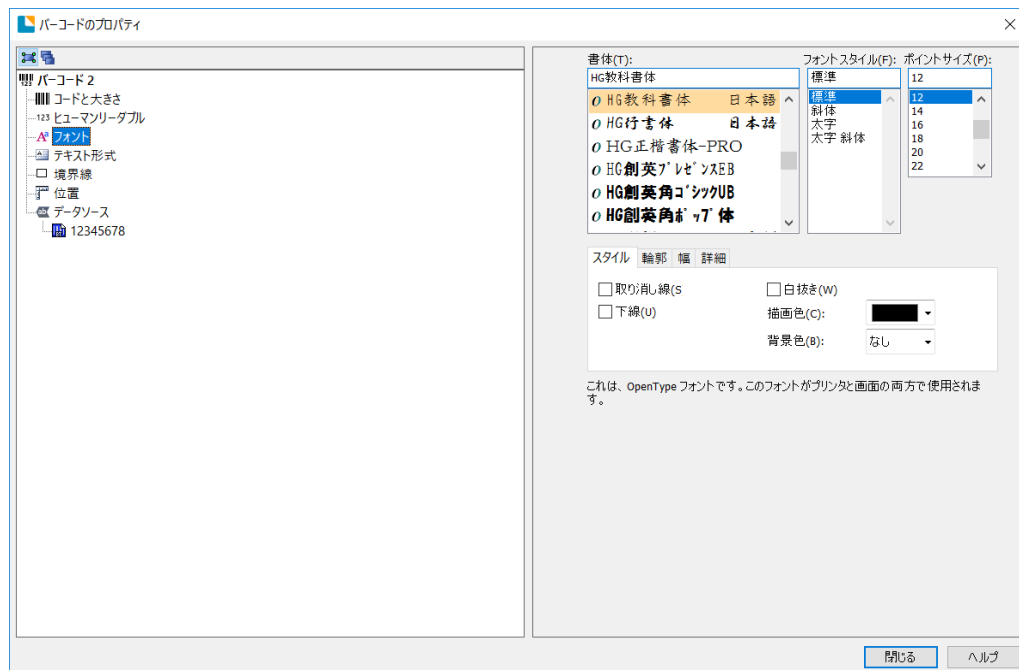 バーコードのプロパティ
バーコード 2
コードと大きさ
123 ヒューマンリーダブル
フォント
テキスト形式
境界線
位置
データソース
12345678
書体(T):
HG教科書体
HG教科書体 日本語
HG行書体 日本語
HG正楷書体-PRO
HG創英プレゼンスEB
HG創英角ゴシックUB
HG創英角ポップ体
フォントスタイル(F):
標準
標準
斜体
太字
太字 斜体
ポイントサイズ(P):
12
12
14
16
18
20
22
スタイル 輪郭 幅 詳細
取り消し線(S
白抜き(W)
下線(U)
描画色(C):
背景色(B): なし
これは、OpenType フォントです。このフォントがプリンタと画面の両方で使用されま
す。
閉じる ヘルプ